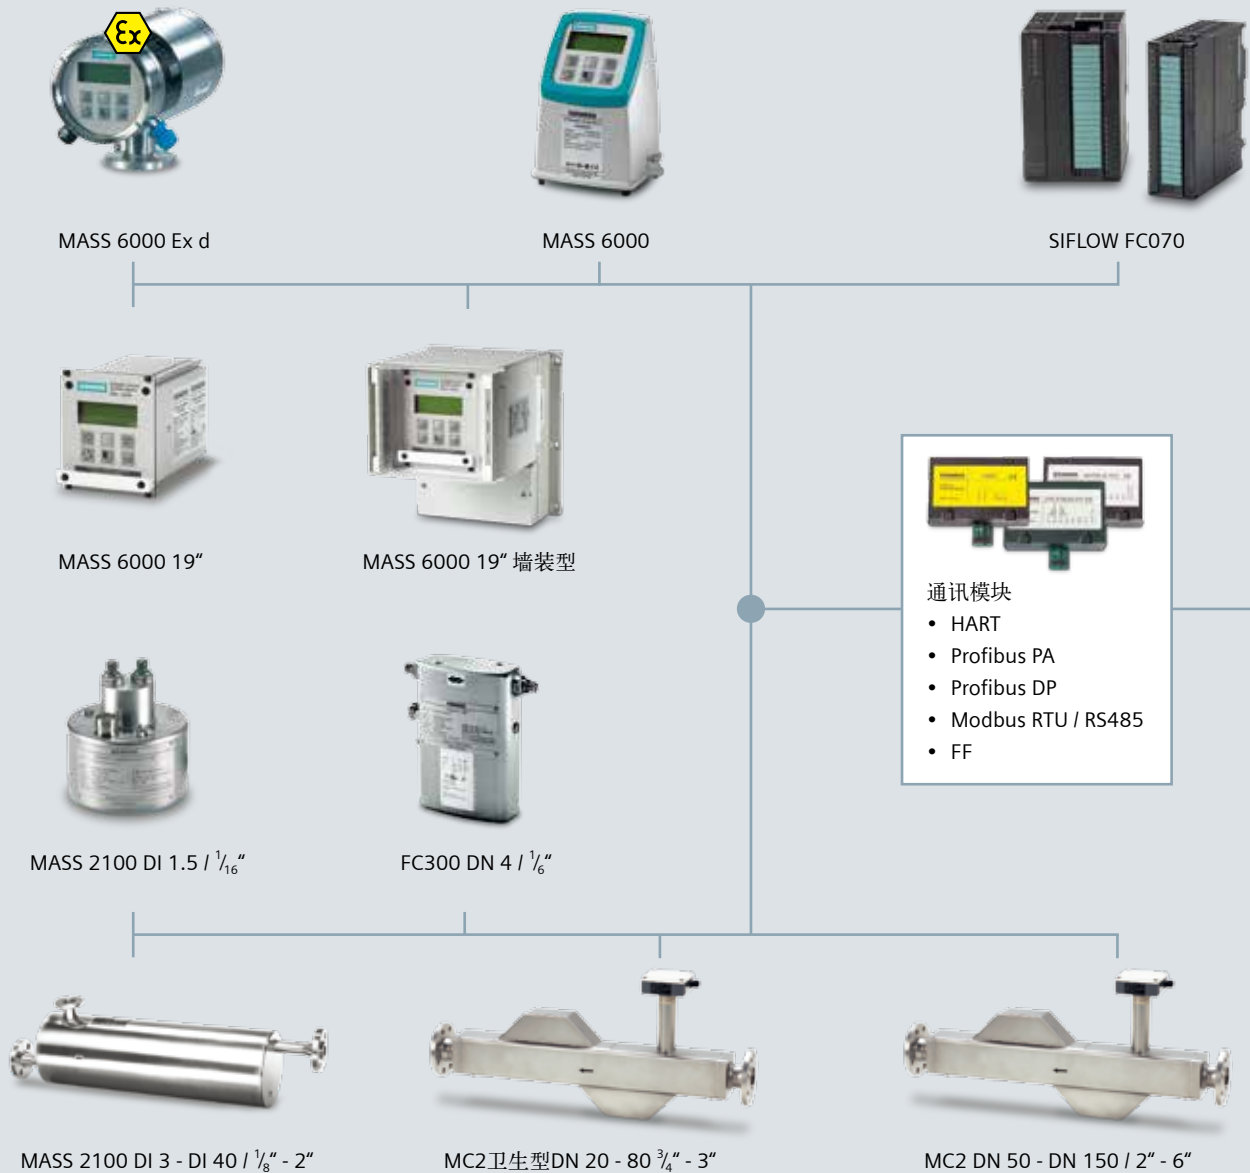 Ex
MASS 6000 Ex d
MASS 6000
SIFLOW FC070
MASS 6000 19“
MASS 6000 19“ 墙装型
通讯模块
• HART
• Profibus PA
• Profibus DP
• Modbus RTU / RS485
• FF
MASS 2100 DI 1.5 / 1/16“
FC300 DN 4 / 1/6“
MASS 2100 DI 3 - DI 40 / 1/8“ - 2“
MC2卫生型DN 20 - 80 3/4“ - 3“
MC2 DN 50 - DN 150 / 2“ - 6“